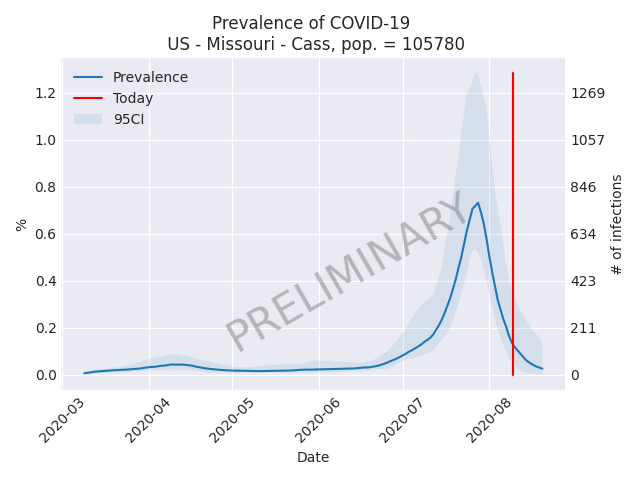 Prevalence of COVID-19
US - Missouri - Cass, pop. = 105780
Prevalence
Today
95CI
1.2
1.0
0.8
0.6
0.4
0.2
0.0
%
1269
1057
846
634
423
211
0
# of infections
PRELIMINARY
2020-03
2020-04
2020-05
2020-06
2020-07
2020-08
Date